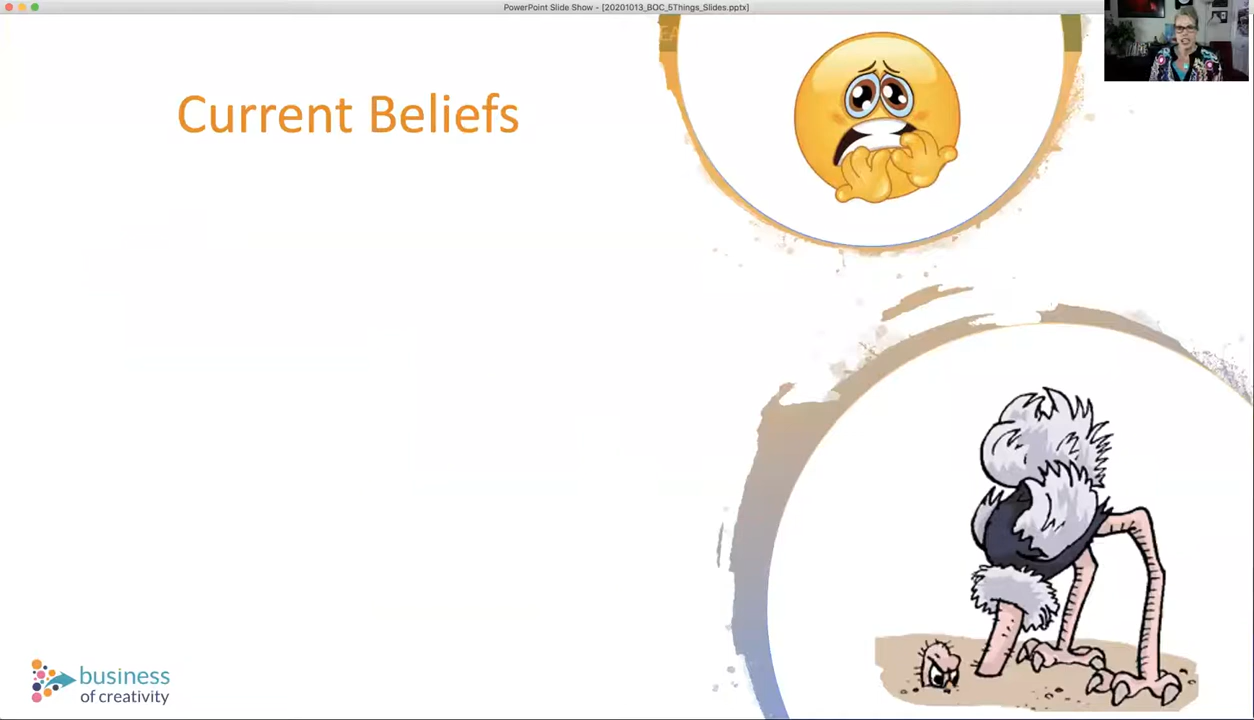 PowerPoint Slide Show - [20201013_BOC_5Things_Slides.pptx]
Current Beliefs
business
of creativity